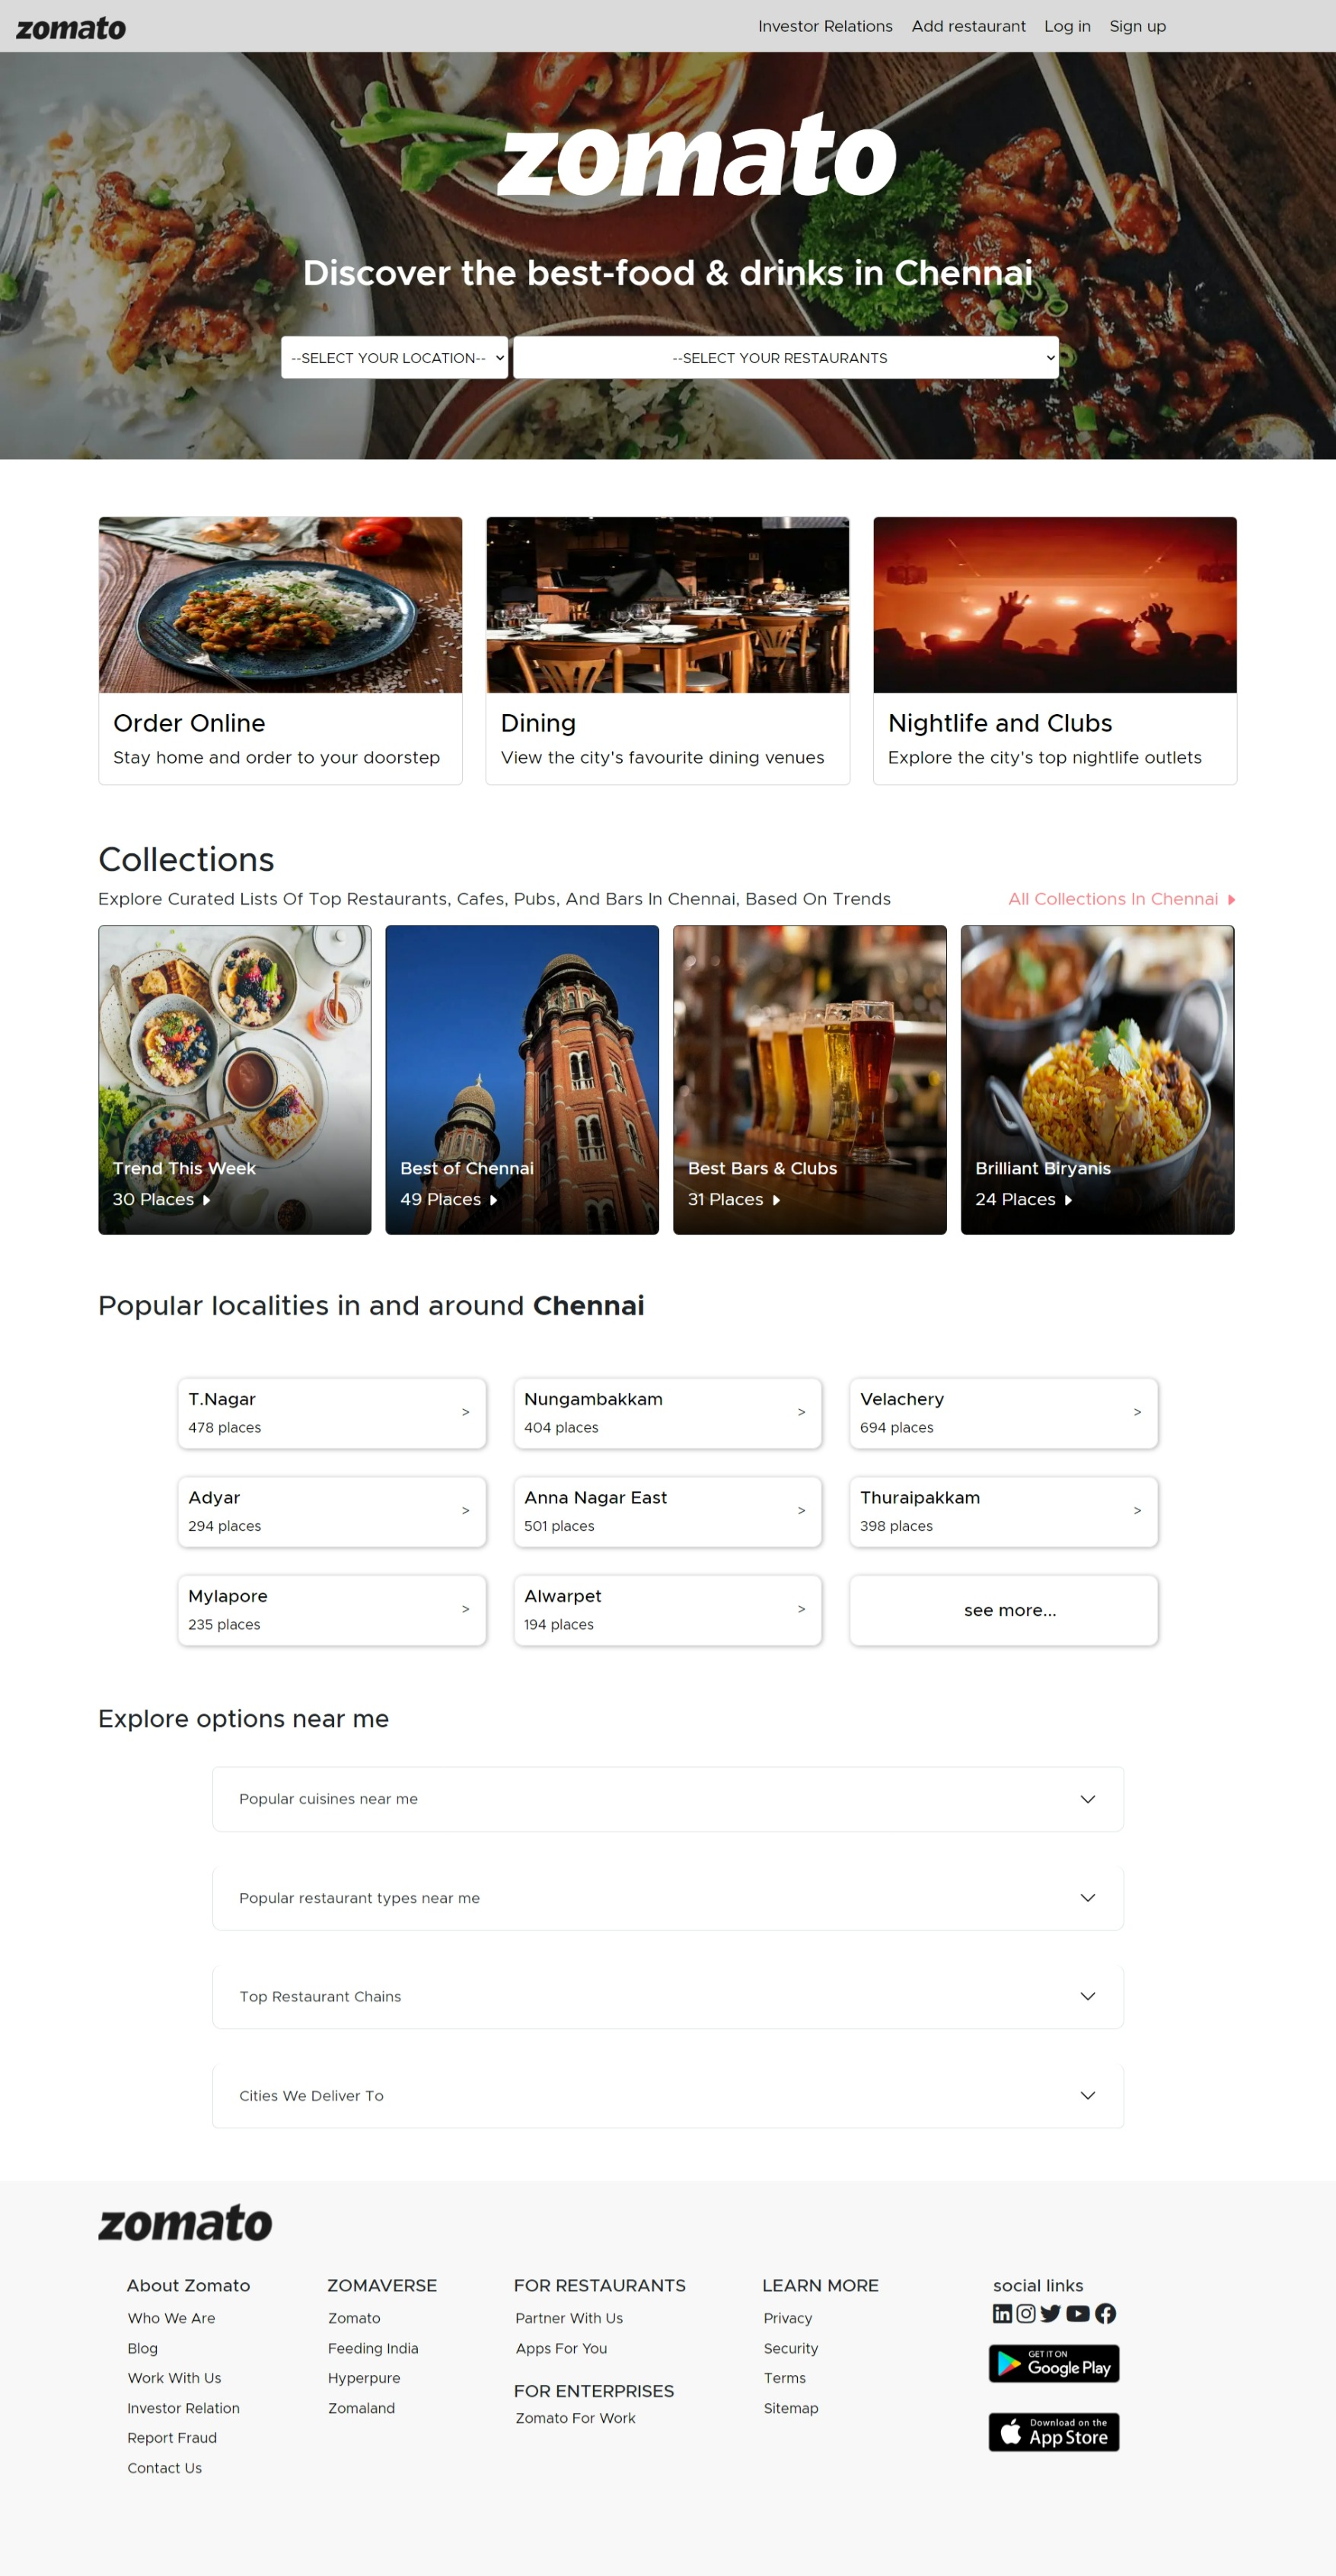 zomato
Investor Relations Add restaurant Log in Sign up
zomato
Discover the best-food & drinks in Chennai
--SELECT YOUR LOCATION-- --SELECT YOUR RESTAURANTS
Order Online
Stay home and order to your doorstep
Dining
View the city's favourite dining venues
Nightlife and Clubs
Explore the city's top nightlife outlets
Collections
Explore Curated Lists Of Top Restaurants, Cafes, Pubs, And Bars In Chennai, Based On Trends
All Collections In Chennai
Trend This Week
30 Places
Best of Chennai
49 Places
Best Bars & Clubs
31 Places
Brilliant Biryanis
24 Places
Popular localities in and around Chennai
T.Nagar
478 places
>
Nungambakkam
404 places
>
Velachery
694 places
>
Adyar
294 places
>
Anna Nagar East
501 places
>
Thuraipakkam
398 places
>
Mylapore
235 places
>
Alwarpet
194 places
>
see more...
Explore options near me
Popular cuisines near me
Popular restaurant types near me
Top Restaurant Chains
Cities We Deliver To
zomato
About Zomato
Who We Are
Blog
Work With Us
Investor Relation
Report Fraud
Contact Us
ZOMAVERSE
Zomato
Feeding India
Hyperpure
Zomaland
FOR RESTAURANTS
Partner With Us
Apps For You
FOR ENTERPRISES
Zomato For Work
LEARN MORE
Privacy
Security
Terms
Sitemap
social links
in
GET IT ON
Google Play
Download on the
App Store